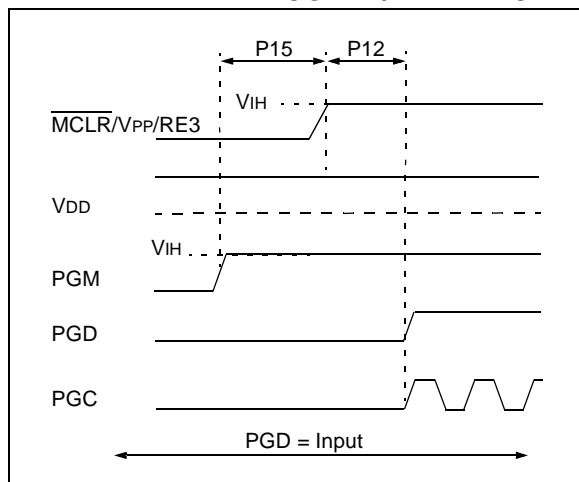 P15 P12
VIH
MCLR/VPP/RE3
VDD
VIH
PGM
PGD
PGC
PGD = Input